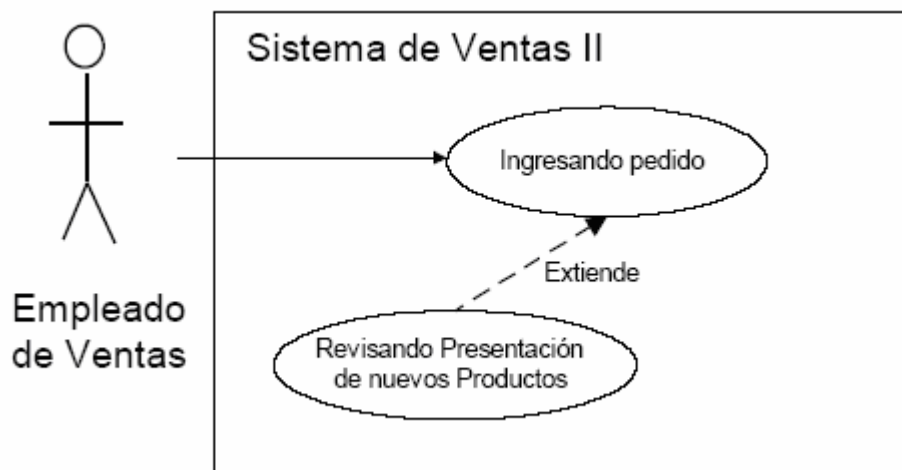 Sistema de Ventas II
Ingresando pedido
Extiende
Empleado
de Ventas
Revisando Presentación
de nuevos Productos